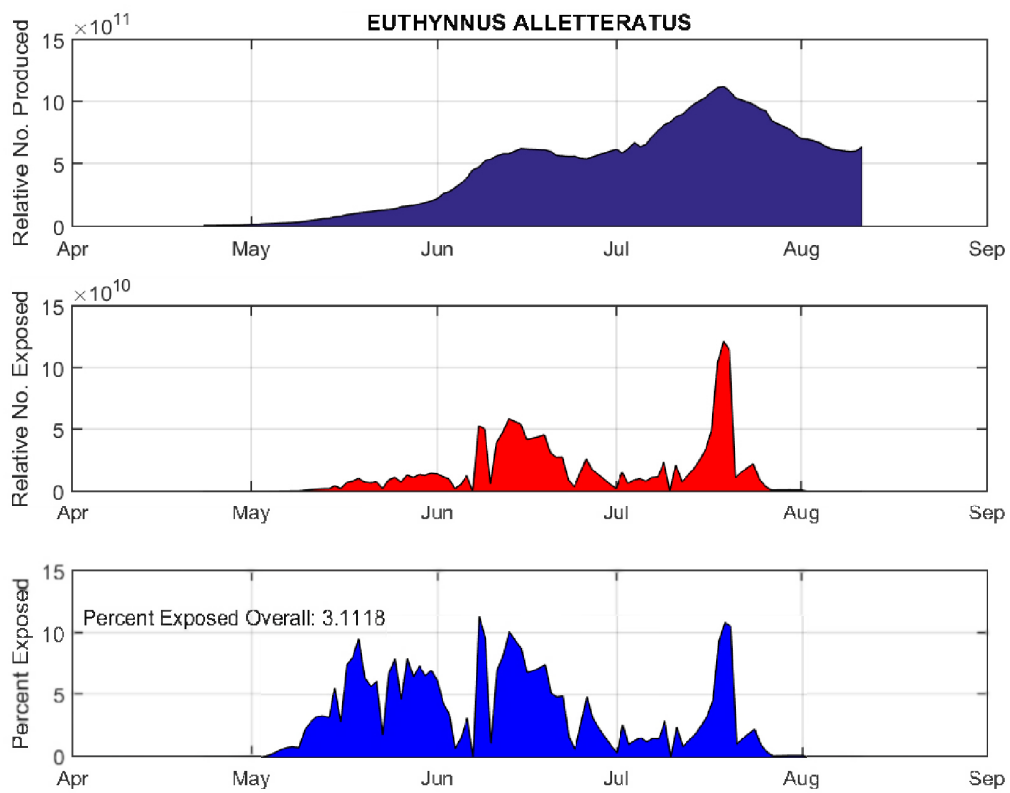 EUTHYNNUS ALLETTERATUS
×10^11
Relative No. Produced
15
10
5
0
Apr May Jun Jul Aug Sep
×10^10
Relative No. Exposed
15
10
5
0
Apr May Jun Jul Aug Sep
Percent Exposed
15
Percent Exposed Overall: 3.1118
10
5
0
Apr May Jun Jul Aug Sep